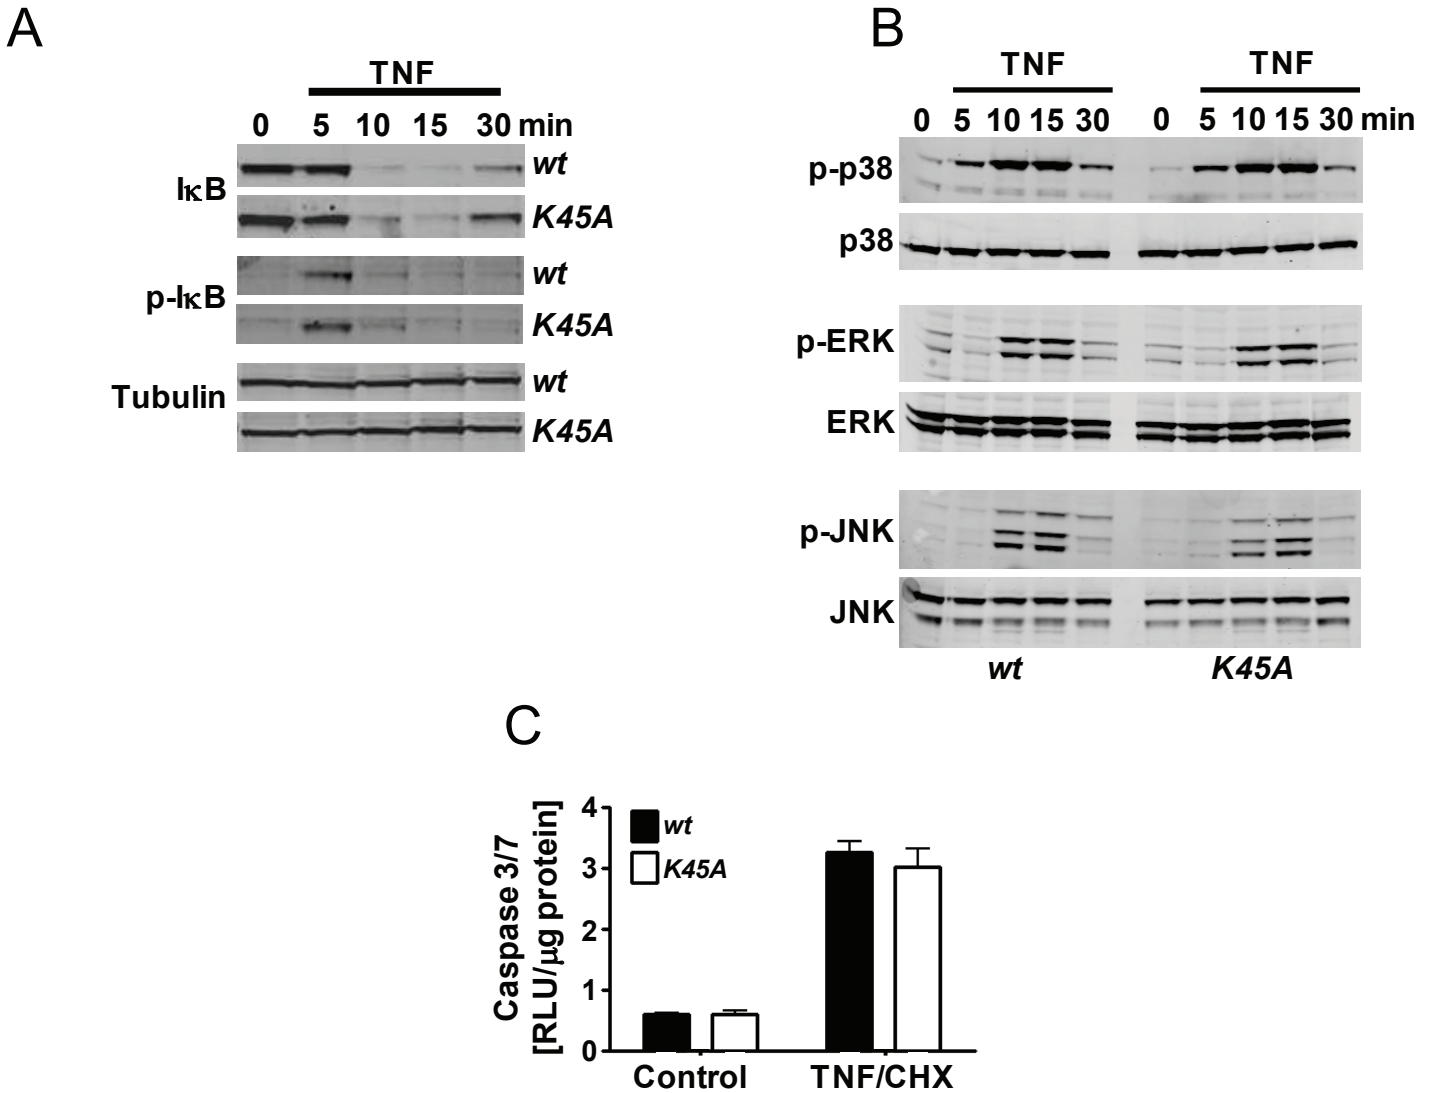 A
TNF
0 5 10 15 30 min
IκB
wt
K45A
p-IκB
wt
K45A
Tubulin
wt
K45A
B
TNF TNF
0 5 10 15 30 0 5 10 15 30 min
p-p38
p38
p-ERK
ERK
p-JNK
JNK
wt K45A
C
Caspase 3/7
[RLU/μg protein]
4
3
2
1
0
wt
K45A
Control TNF/CHX